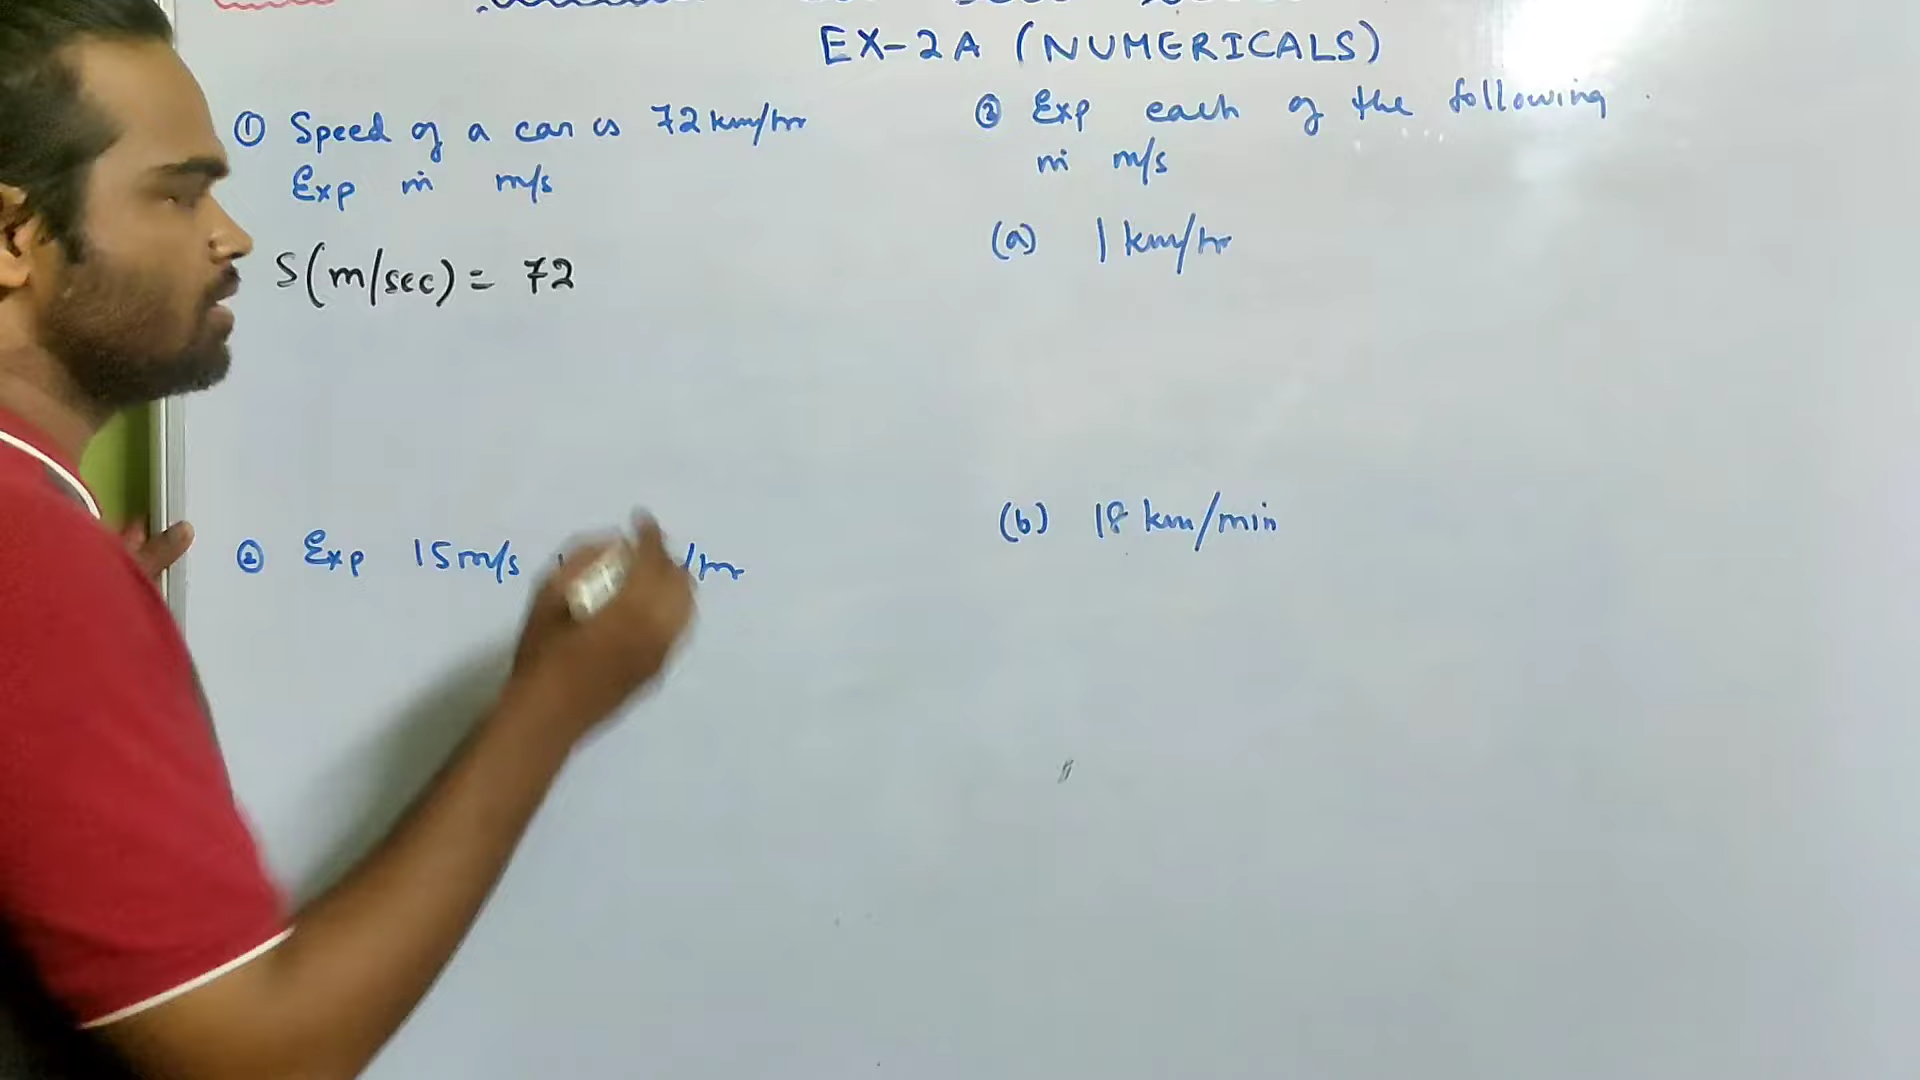 EX-2A (NUMERICALS)
① Speed of a car is 72 km/hr
Exp in m/s
S(m/sec) = 72
② Exp 15 m/s /hr
③ Exp each of the following
in m/s
(a) 1 km/hr
(b) 18 km/min